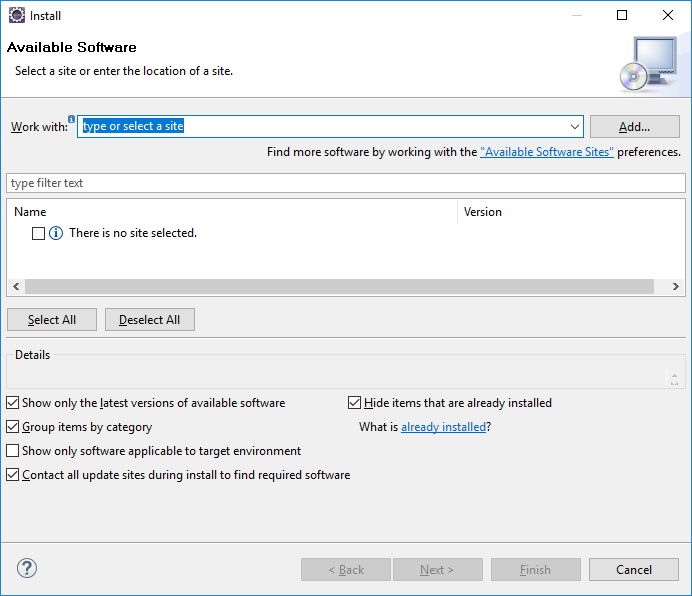 Install
Available Software
Select a site or enter the location of a site.
Work with: type or select a site Add...
Find more software by working with the "Available Software Sites" preferences.
type filter text
Name Version
There is no site selected.
Select All Deselect All
Details
Show only the latest versions of available software Hide items that are already installed
Group items by category What is already installed?
Show only software applicable to target environment
Contact all update sites during install to find required software
? < Back Next > Finish Cancel